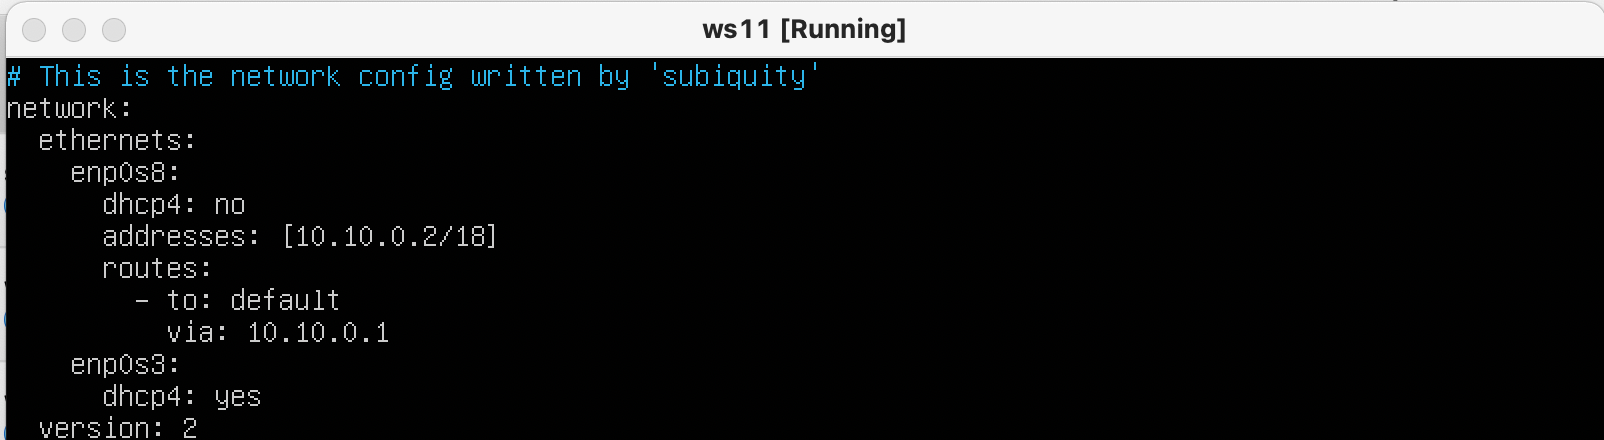 ws11 [Running]
# This is the network config written by 'subiquity'
network:
  ethernets:
    enp0s8:
      dhcp4: no
      addresses: [10.10.0.2/18]
      routes:
        - to: default
          via: 10.10.0.1
    enp0s3:
      dhcp4: yes
  version: 2